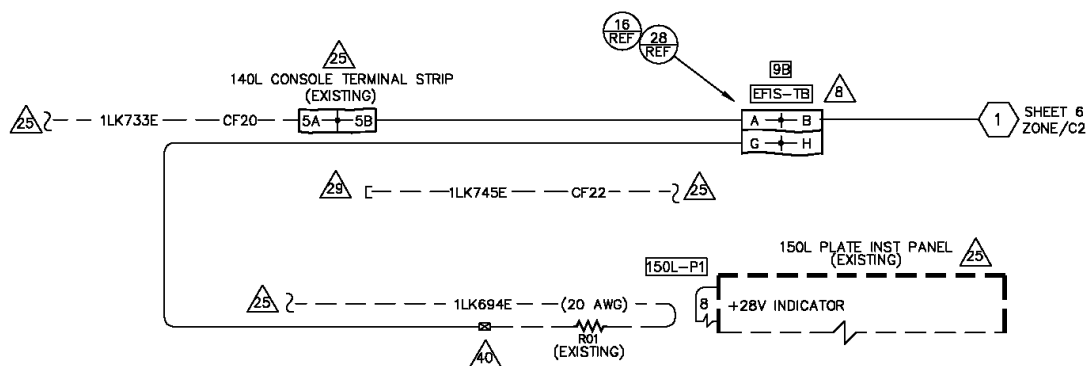 16
REF
28
REF
25
140L CONSOLE TERMINAL STRIP
(EXISTING)
9B
EFIS-TB
8
25
1LK733E
CF20
5A
5B
A
B
1
SHEET 6
ZONE/C2
G
H
29
1LK745E
CF22
25
150L PLATE INST PANEL
(EXISTING)
25
150L-P1
25
1LK694E
(20 AWG)
8
+28V INDICATOR
R01
(EXISTING)
40